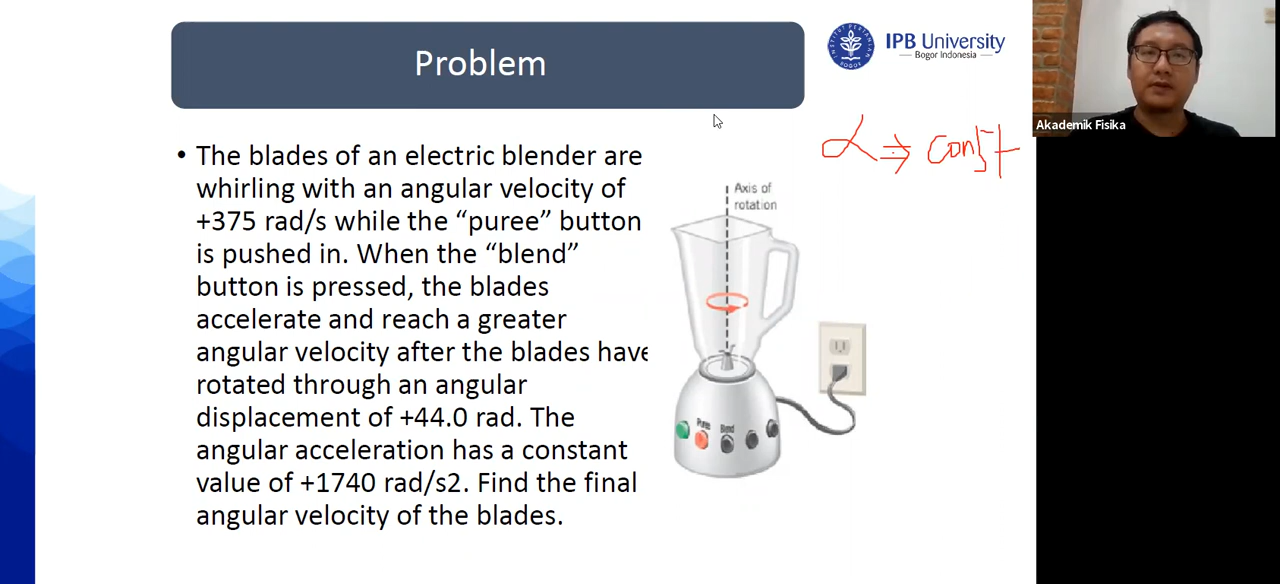 Problem
IPB University
Bogor Indonesia
Akademik Fisika
α ⇒ const
• The blades of an electric blender are
whirling with an angular velocity of
+375 rad/s while the “puree” button
is pushed in. When the “blend”
button is pressed, the blades
accelerate and reach a greater
angular velocity after the blades have
rotated through an angular
displacement of +44.0 rad. The
angular acceleration has a constant
value of +1740 rad/s2. Find the final
angular velocity of the blades.
Axis of
rotation
Puree
Blend